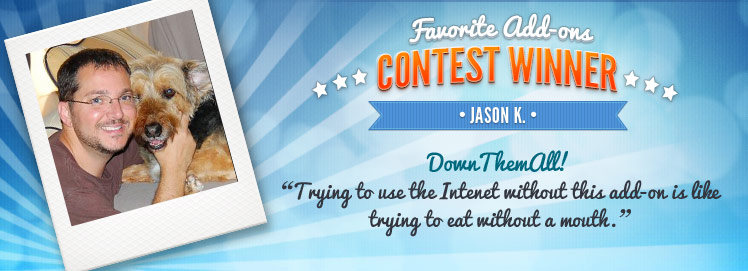 Favorite Add-ons
CONTEST WINNER
• JASON K. •
DownThemAll!
“Trying to use the Intenet without this add-on is like
trying to eat without a mouth.”